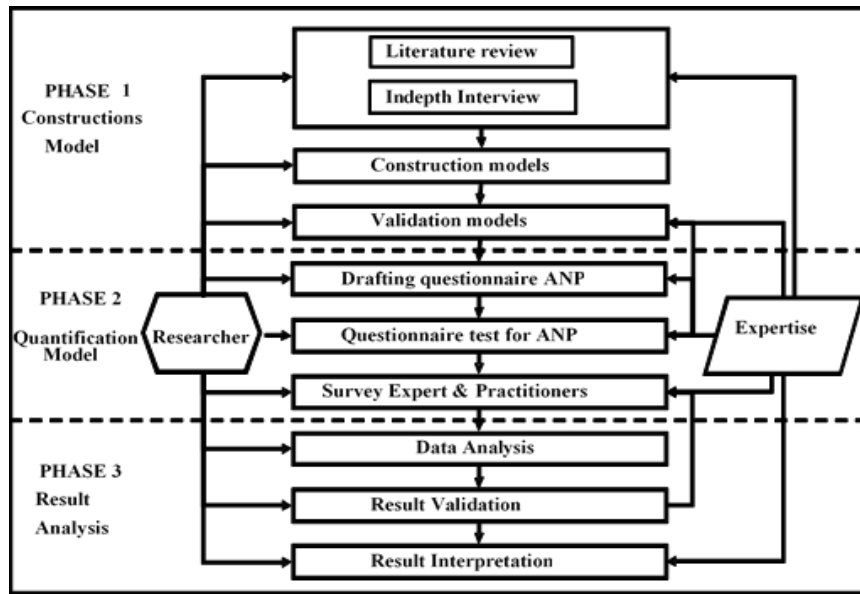 Literature review
Indepth Interview
PHASE 1
Constructions
Model
Construction models
Validation models
Drafting questionnaire ANP
PHASE 2
Quantification
Model
Researcher
Questionnaire test for ANP
Expertise
Survey Expert & Practitioners
Data Analysis
PHASE 3
Result
Analysis
Result Validation
Result Interpretation